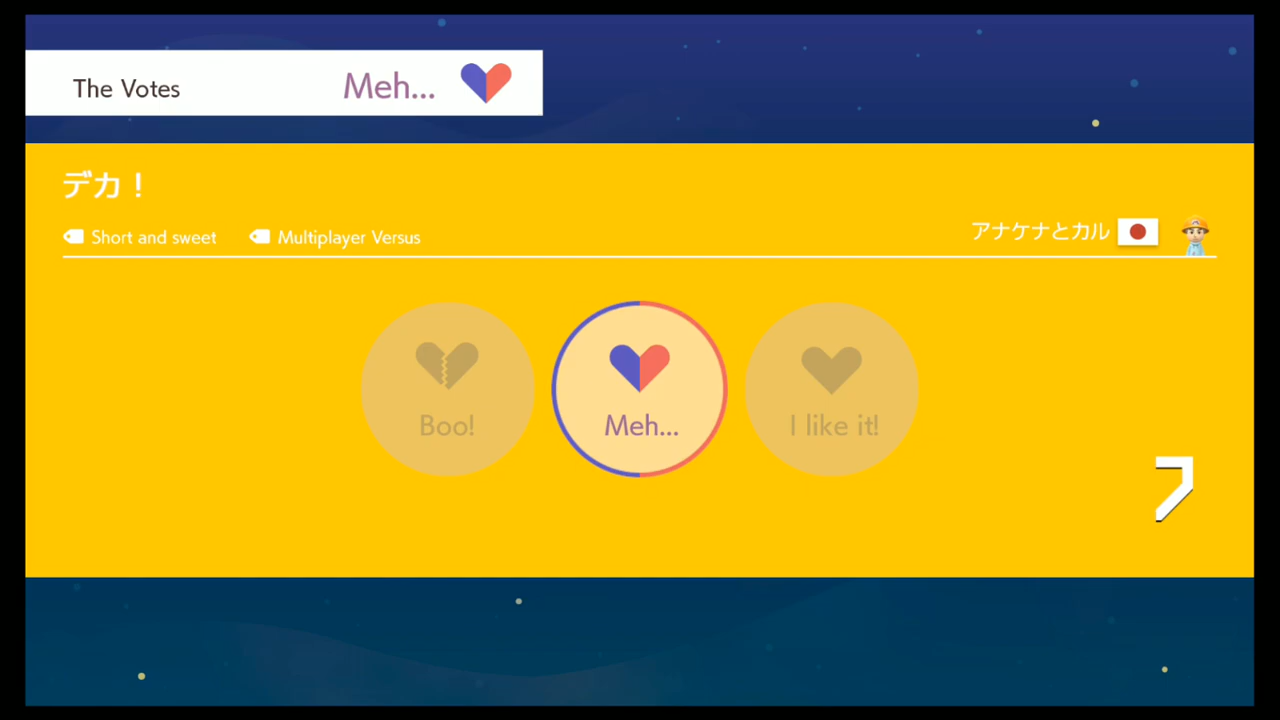 The Votes Meh...
デカ！
Short and sweet Multiplayer Versus
アナケナとカル
Boo! Meh... I like it!
7